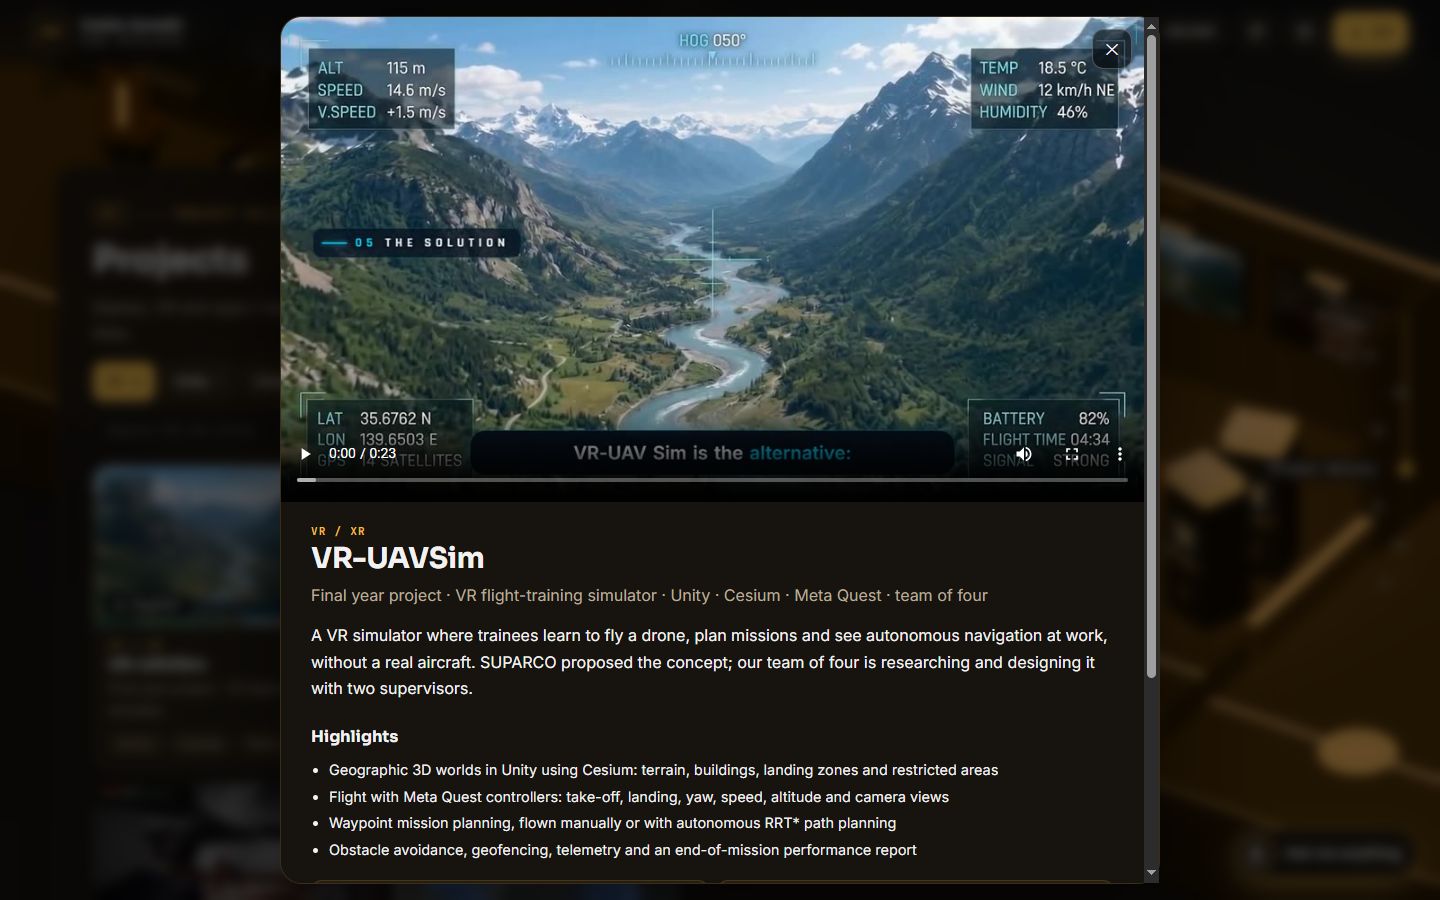 HDG 050°
ALT 115 m
SPEED 14.6 m/s
V.SPEED +1.5 m/s
TEMP 18.5 °C
WIND 12 km/h NE
HUMIDITY 46%
05 THE SOLUTION
LAT 35.6762 N
LON 139.6503 E
GPS 14 SATELLITES
BATTERY 82%
FLIGHT TIME 04:34
SIGNAL STRONG
VR-UAV Sim is the alternative:
0:00 / 0:23
VR / XR
VR-UAVSim
Final year project · VR flight-training simulator · Unity · Cesium · Meta Quest · team of four
A VR simulator where trainees learn to fly a drone, plan missions and see autonomous navigation at work,
without a real aircraft. SUPARCO proposed the concept; our team of four is researching and designing it
with two supervisors.
Highlights
• Geographic 3D worlds in Unity using Cesium: terrain, buildings, landing zones and restricted areas
• Flight with Meta Quest controllers: take-off, landing, yaw, speed, altitude and camera views
• Waypoint mission planning, flown manually or with autonomous RRT* path planning
• Obstacle avoidance, geofencing, telemetry and an end-of-mission performance report
Projects